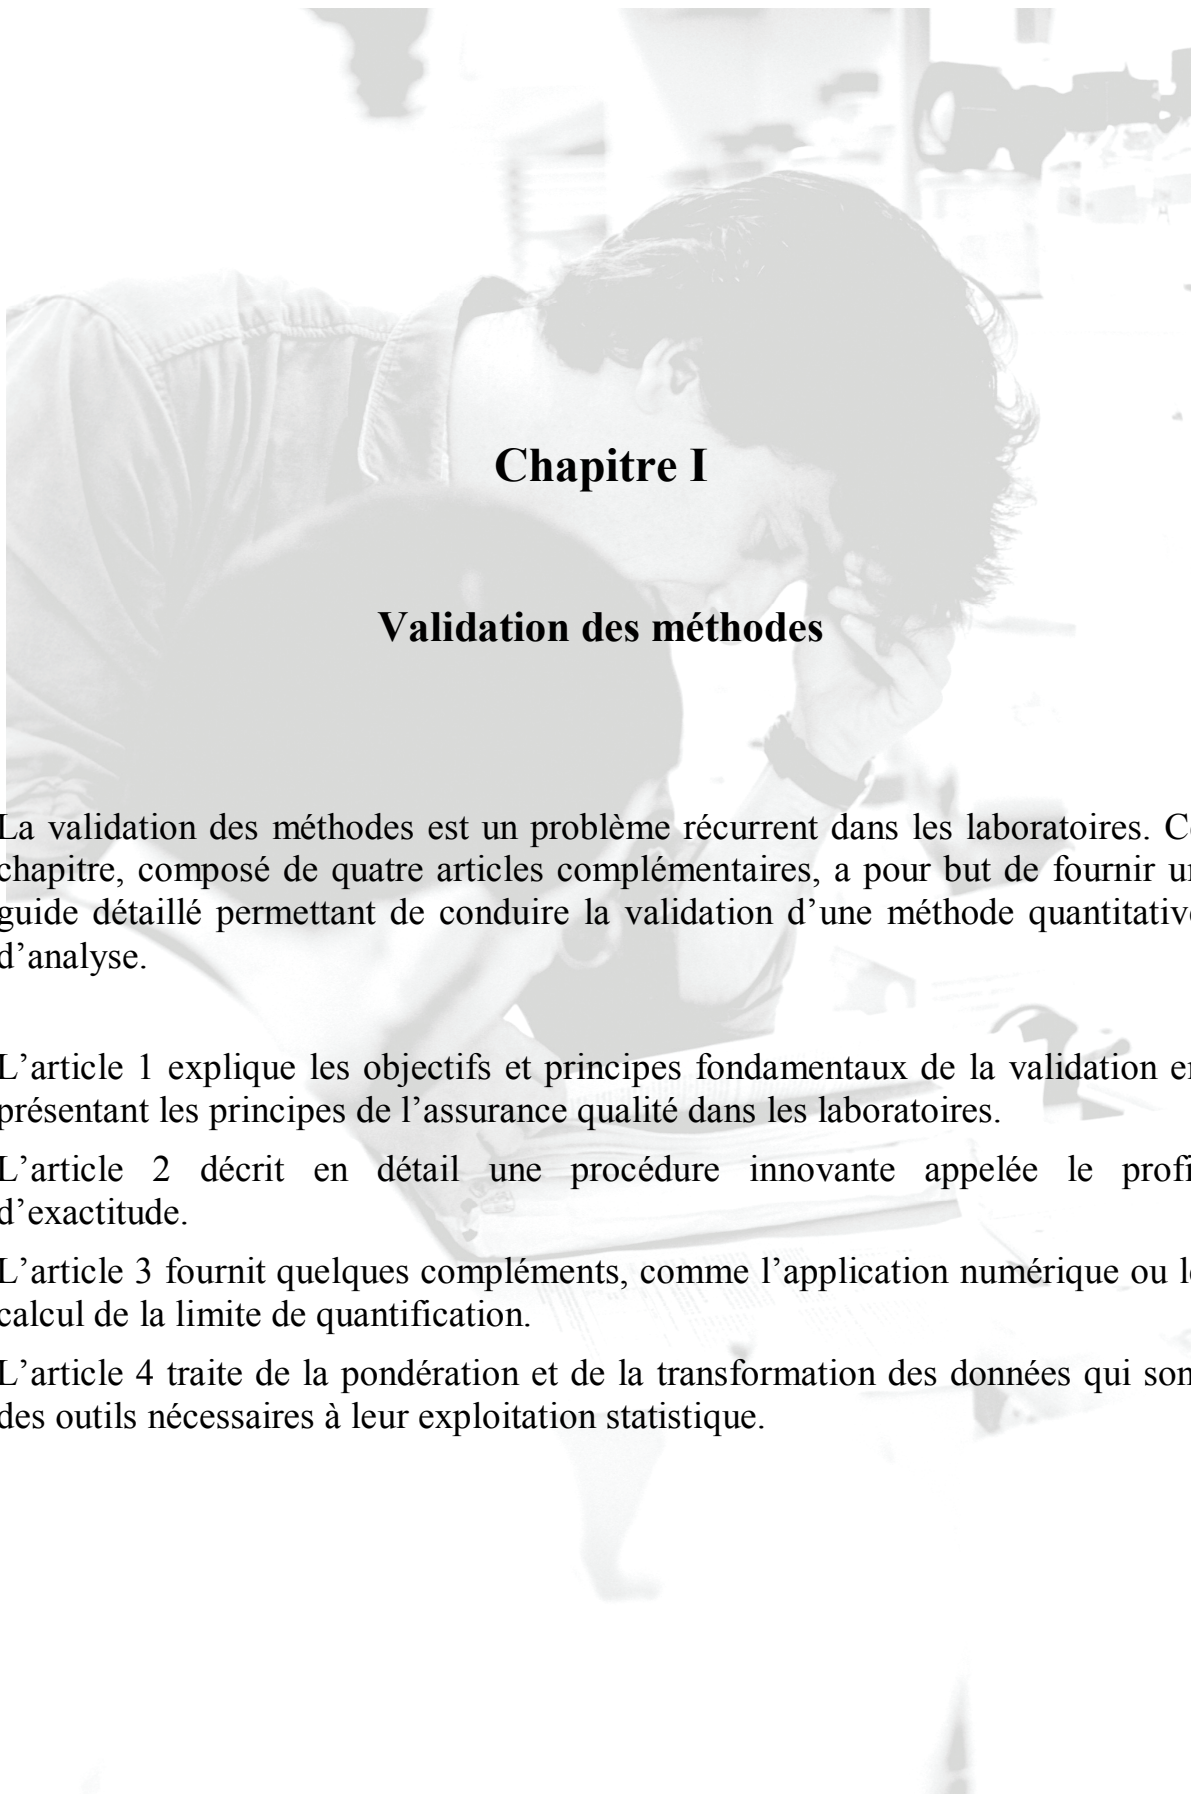 Chapitre I
Validation des méthodes
La validation des méthodes est un problème récurrent dans les laboratoires. Ce
chapitre, composé de quatre articles complémentaires, a pour but de fournir un
guide détaillé permettant de conduire la validation d’une méthode quantitative
d’analyse.
L’article 1 explique les objectifs et principes fondamentaux de la validation en
présentant les principes de l’assurance qualité dans les laboratoires.
L’article 2 décrit en détail une procédure innovante appelée le profil
d’exactitude.
L’article 3 fournit quelques compléments, comme l’application numérique ou le
calcul de la limite de quantification.
L’article 4 traite de la pondération et de la transformation des données qui sont
des outils nécessaires à leur exploitation statistique.